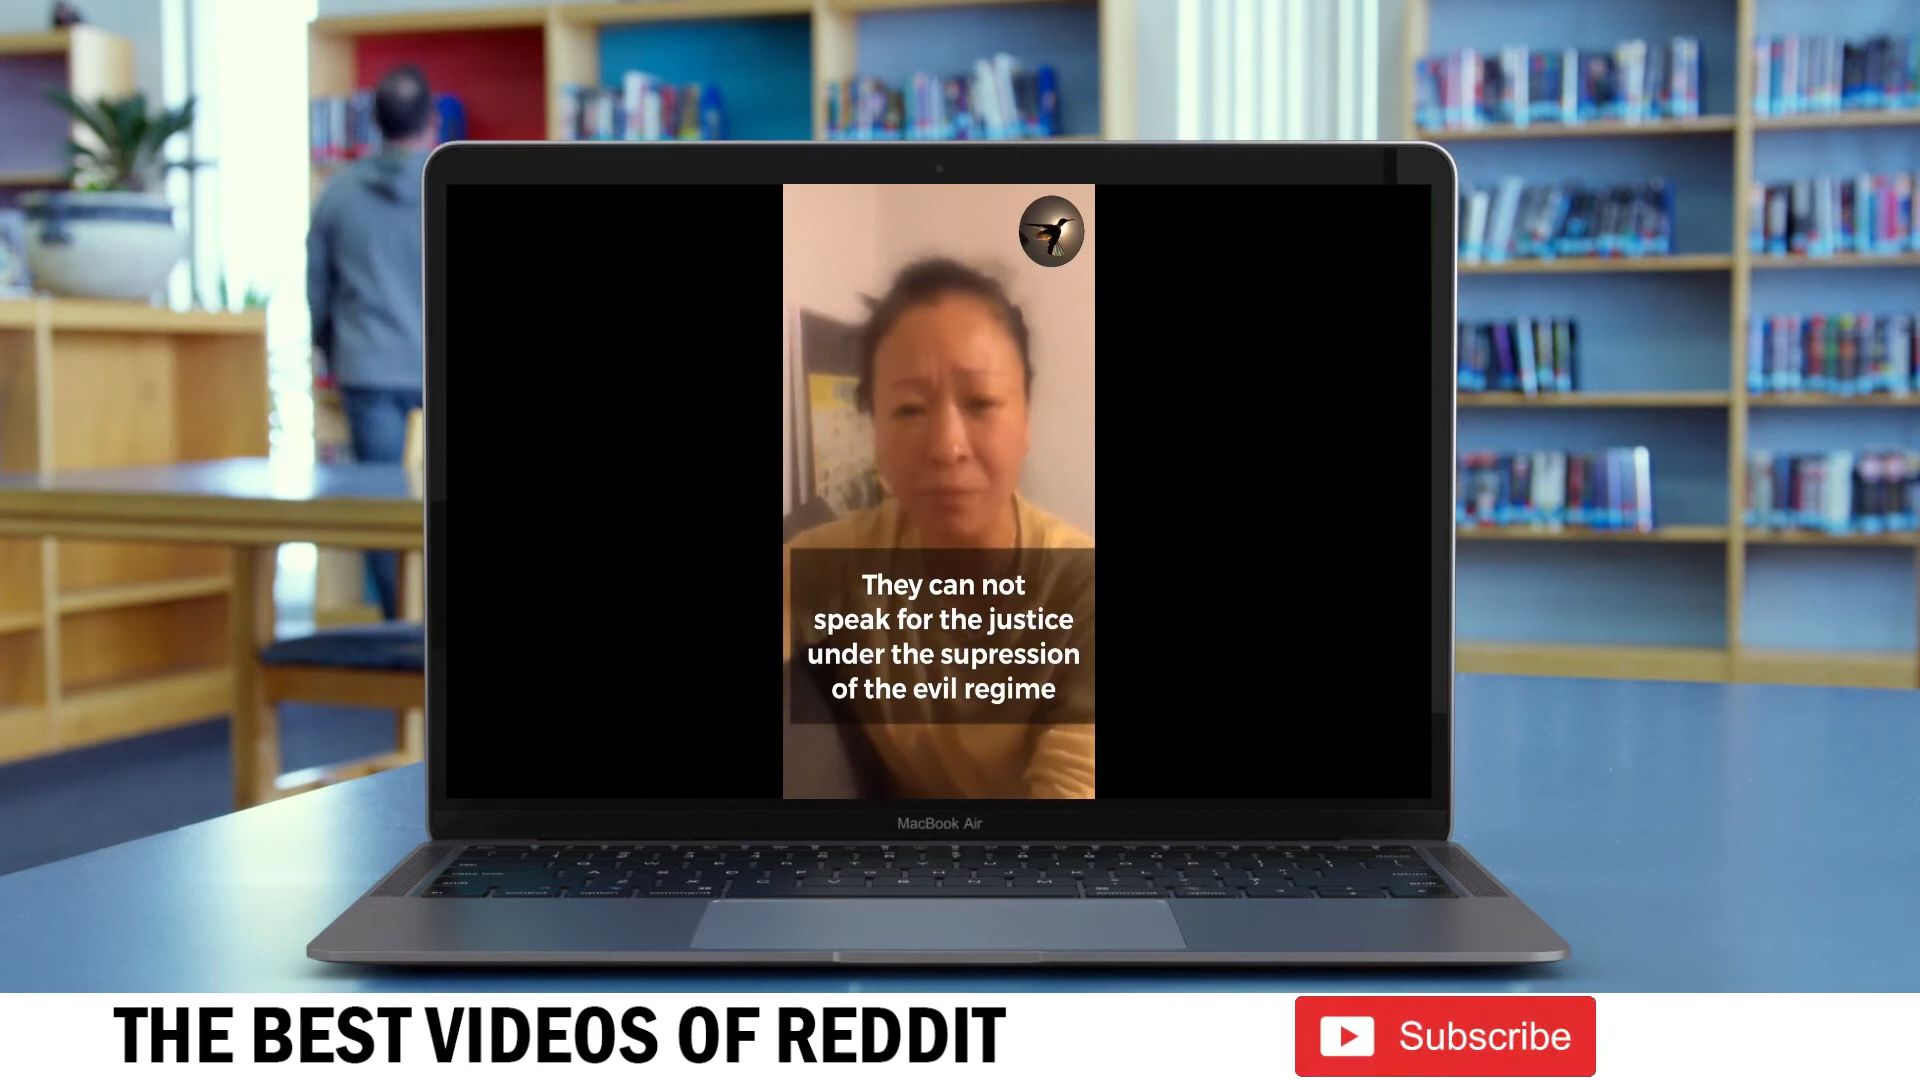 They can not
speak for the justice
under the supression
of the evil regime
MacBook Air
THE BEST VIDEOS OF REDDIT
Subscribe